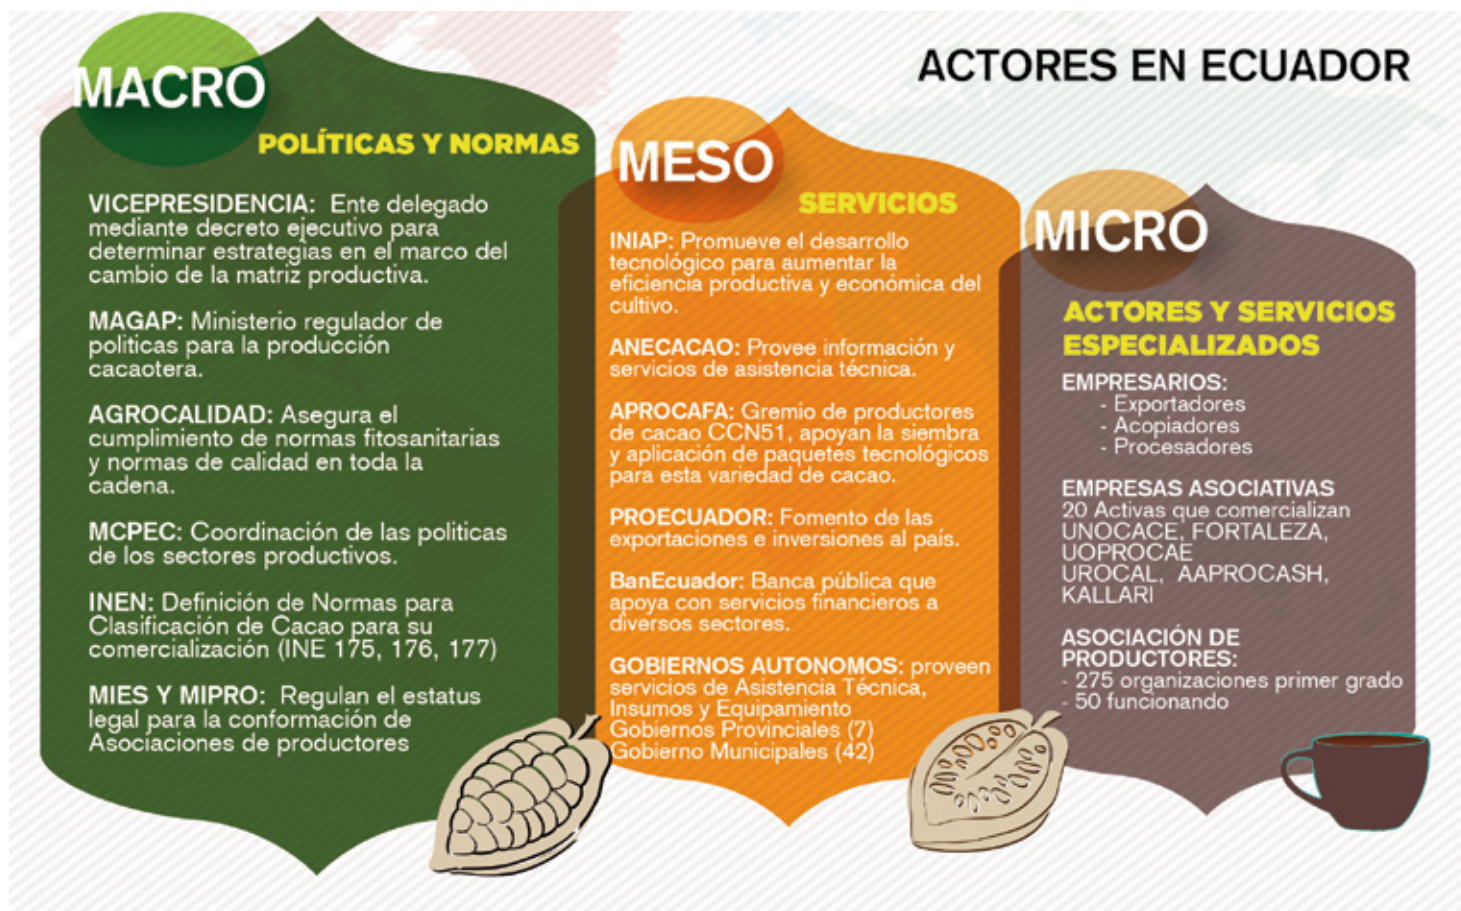 ACTORES EN ECUADOR
MACRO
POLÍTICAS Y NORMAS
VICEPRESIDENCIA: Ente delegado
mediante decreto ejecutivo para
determinar estrategias en el marco del
cambio de la matriz productiva.
MAGAP: Ministerio regulador de
politicas para la producción
cacaotera.
AGROCALIDAD: Asegura el
cumplimiento de normas fitosanitarias
y normas de calidad en toda la
cadena.
MCPEC: Coordinación de las politicas
de los sectores productivos.
INEN: Definición de Normas para
Clasificación de Cacao para su
comercialización (INE 175, 176, 177)
MIES Y MIPRO: Regulan el estatus
legal para la conformación de
Asociaciones de productores
MESO
SERVICIOS
INIAP: Promueve el desarrollo
tecnológico para aumentar la
eficiencia productiva y económica del
cultivo.
ANECACAO: Provee información y
servicios de asistencia técnica.
APROCAFA: Gremio de productores
de cacao CCN51, apoyan la siembra
y aplicación de paquetes tecnológicos
para esta variedad de cacao.
PROECUADOR: Fomento de las
exportaciones e inversiones al país.
BanEcuador: Banca pública que
apoya con servicios financieros a
diversos sectores.
GOBIERNOS AUTONOMOS: proveen
servicios de Asistencia Técnica,
Insumos y Equipamiento
Gobiernos Provinciales (7)
Gobierno Municipales (42)
MICRO
ACTORES Y SERVICIOS
ESPECIALIZADOS
EMPRESARIOS:
- Exportadores
- Acopiadores
- Procesadores
EMPRESAS ASOCIATIVAS
20 Activas que comercializan
UNOCACE, FORTALEZA,
UOPROCAE
UROCAL, AAPROCASH,
KALLARI
ASOCIACIÓN DE
PRODUCTORES:
- 275 organizaciones primer grado
- 50 funcionando